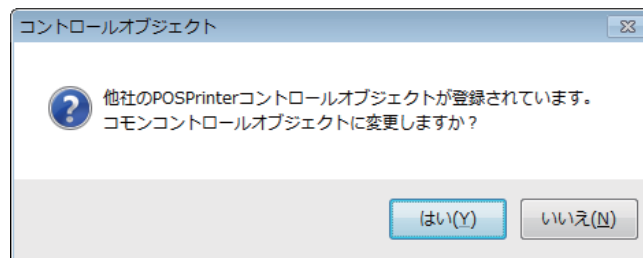 コントロールオブジェクト
他社のPOSPrinterコントロールオブジェクトが登録されています。
コモンコントロールオブジェクトに変更しますか？
はい(Y) いいえ(N)